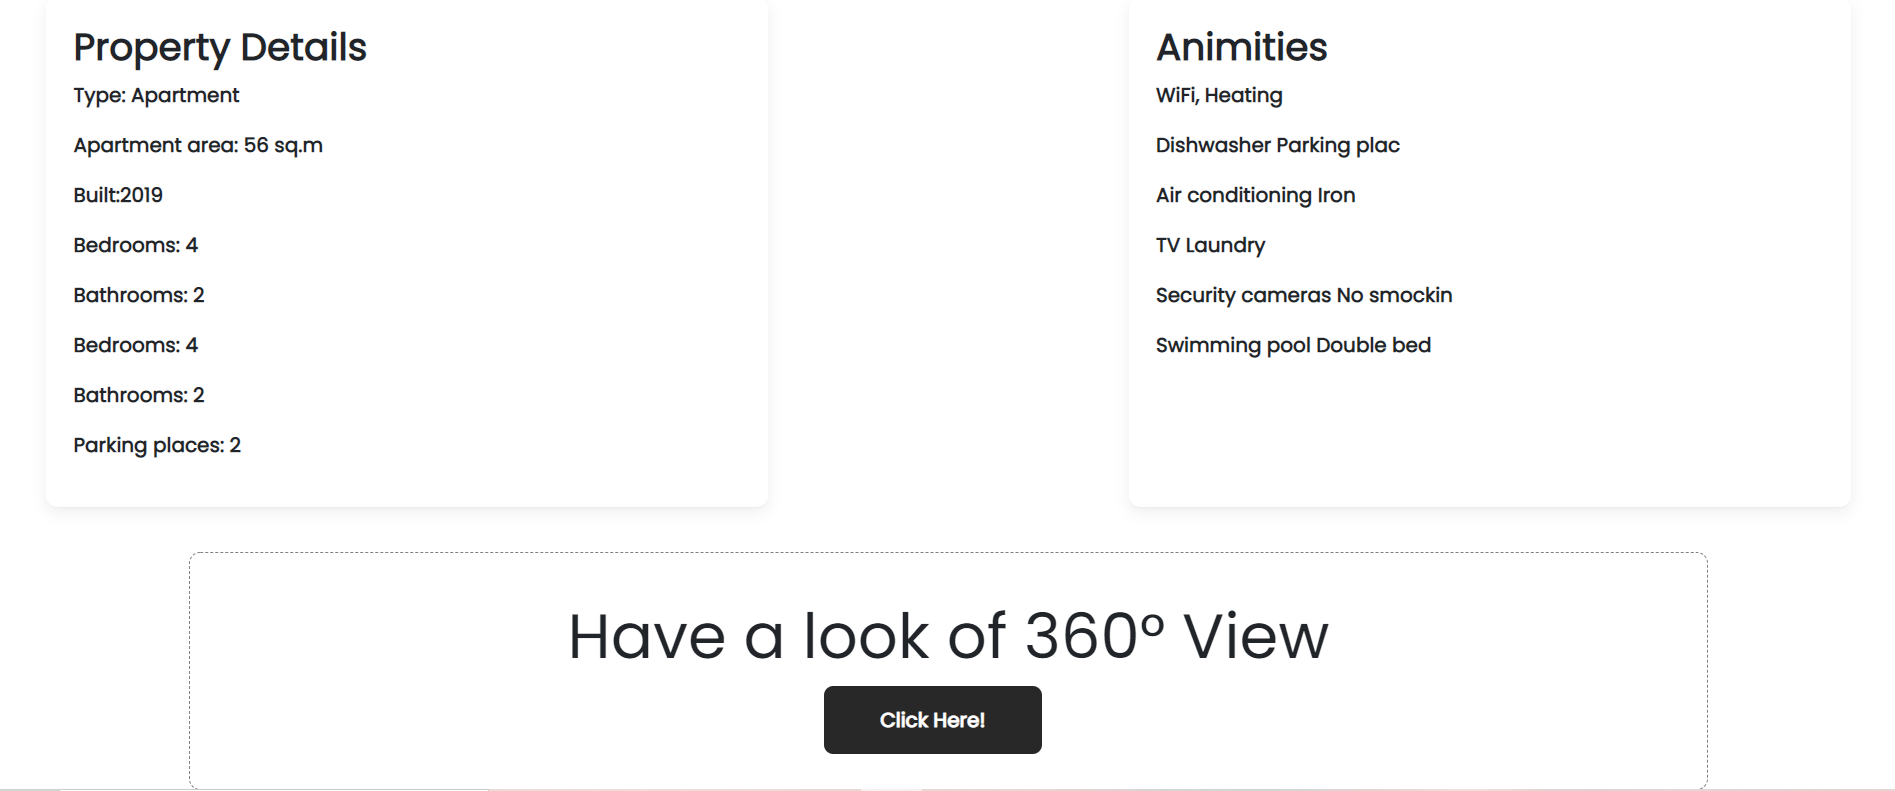 Property Details
Type: Apartment
Apartment area: 56 sq.m
Built:2019
Bedrooms: 4
Bathrooms: 2
Bedrooms: 4
Bathrooms: 2
Parking places: 2
Animities
WiFi, Heating
Dishwasher Parking plac
Air conditioning Iron
TV Laundry
Security cameras No smockin
Swimming pool Double bed
Have a look of 360° View
Click Here!